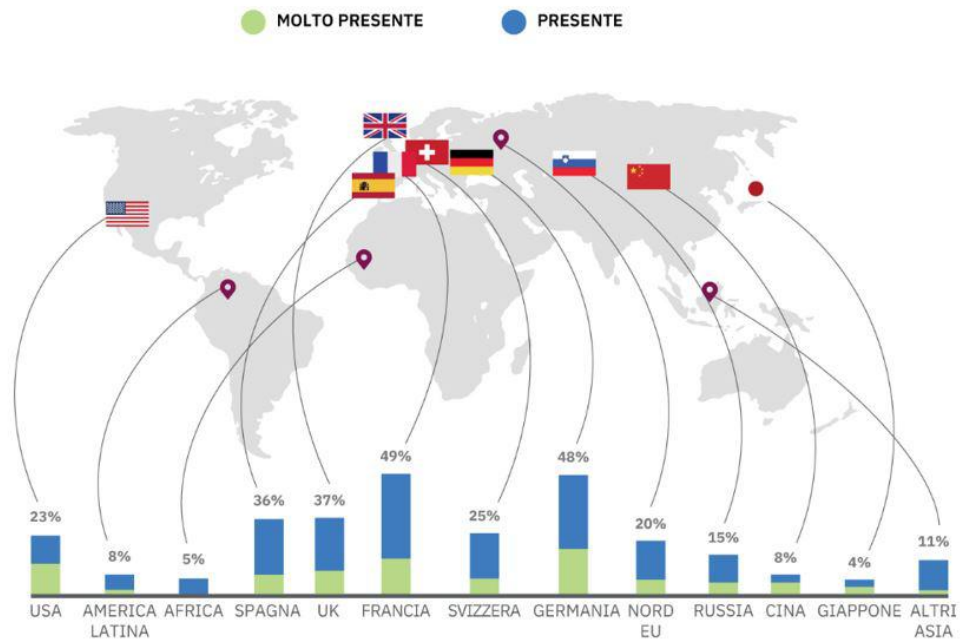 MOLTO PRESENTE
PRESENTE
23%
8%
5%
36%
37%
49%
25%
48%
20%
15%
8%
4%
11%
USA
AMERICA
LATINA
AFRICA
SPAGNA
UK
FRANCIA
SVIZZERA
GERMANIA
NORD
EU
RUSSIA
CINA
GIAPPONE
ALTRI
ASIA